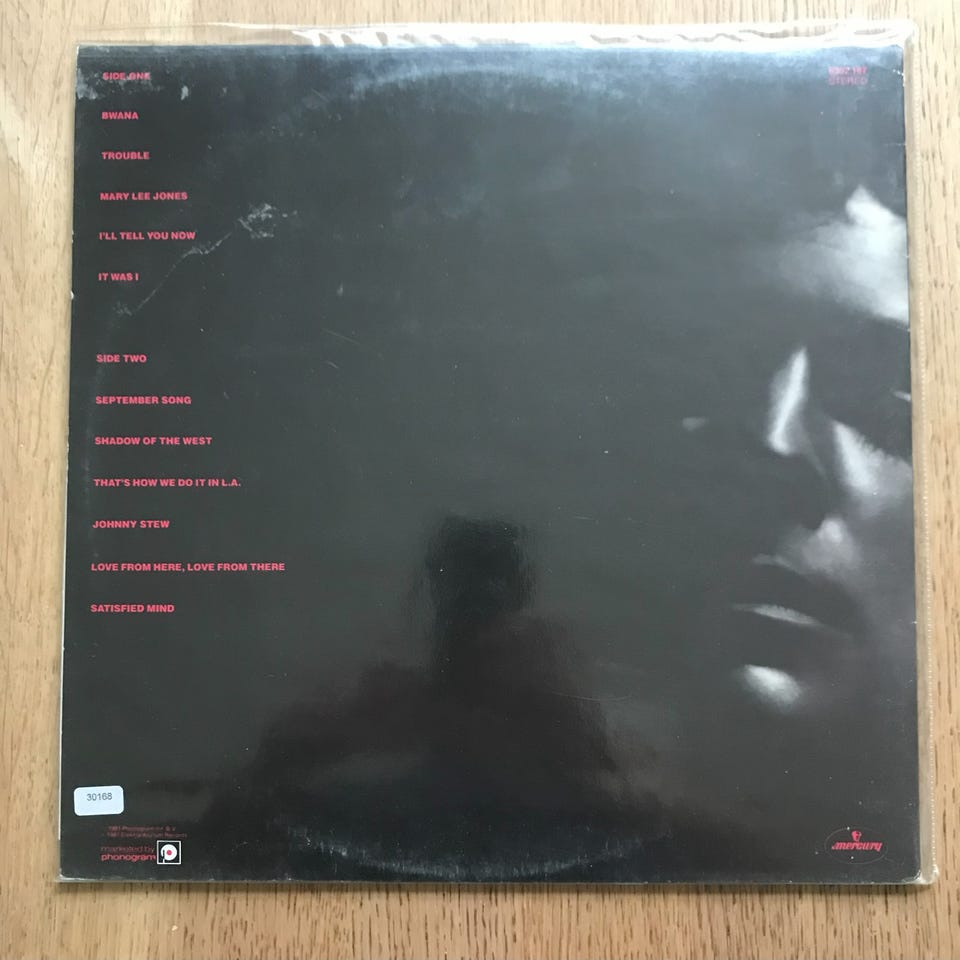 SIDE ONE
BWANA
TROUBLE
MARY LEE JONES
I'LL TELL YOU NOW
IT WAS I
SIDE TWO
SEPTEMBER SONG
SHADOW OF THE WEST
THAT'S HOW WE DO IT IN L.A.
JOHNNY STEW
LOVE FROM HERE, LOVE FROM THERE
SATISFIED MIND
STEREO
30168
marketed by
phonogram
mercury